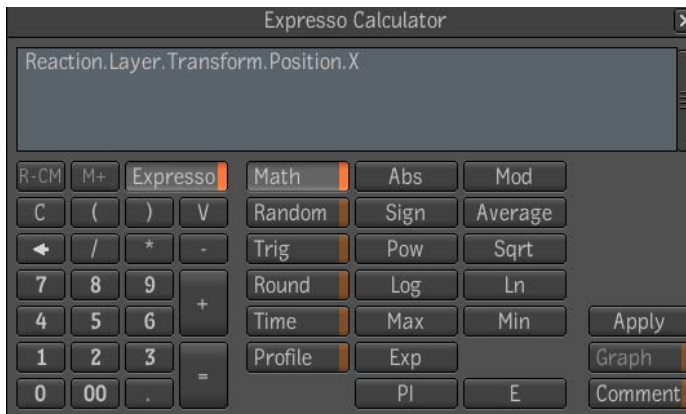 Expresso Calculator
Reaction.Layer.Transform.Position.X
R-CM M+ Expresso Math Abs Mod
C ( ) V Random Sign Average
/ * - Trig Pow Sqrt
7 8 9 + Round Log Ln
4 5 6 Time Max Min Apply
1 2 3 = Profile Exp Graph
0 00 . PI E Comment